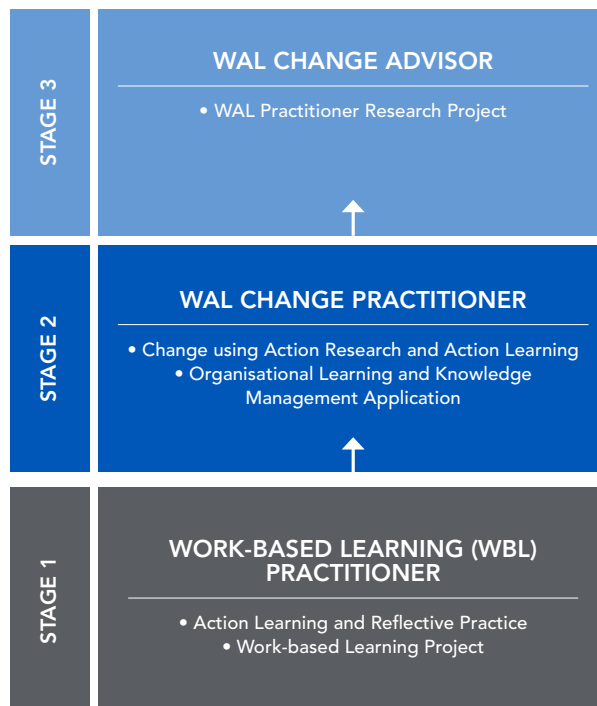 STAGE 3
WAL CHANGE ADVISOR
• WAL Practitioner Research Project
STAGE 2
WAL CHANGE PRACTITIONER
• Change using Action Research and Action Learning
• Organisational Learning and Knowledge
Management Application
STAGE 1
WORK-BASED LEARNING (WBL)
PRACTITIONER
• Action Learning and Reflective Practice
• Work-based Learning Project